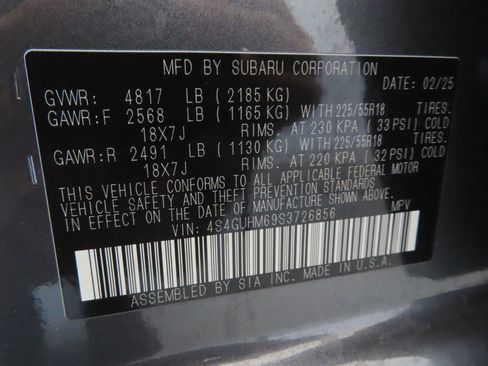 MFD BY SUBARU CORPORATION
DATE: 02/25
GVWR: 4817 LB (2185 KG)
GAWR:F 2568 LB (1165 KG) WITH 225/55R18 TIRES.
18X7J RIMS. AT 230 KPA (33 PSI) COLD
GAWR:R 2491 LB (1130 KG) WITH 225/55R18 TIRES.
18X7J RIMS. AT 220 KPA (32 PSI) COLD
THIS VEHICLE CONFORMS TO ALL APPLICABLE FEDERAL MOTOR
VEHICLE SAFETY AND THEFT PREVENTION STANDARDS
IN EFFECT ON THE DATE OF MANUFACTURE SHOWN ABOVE.
VIN: 4S4GUHM69S3726856 MPV
ASSEMBLED BY SIA INC. MADE IN U.S.A.